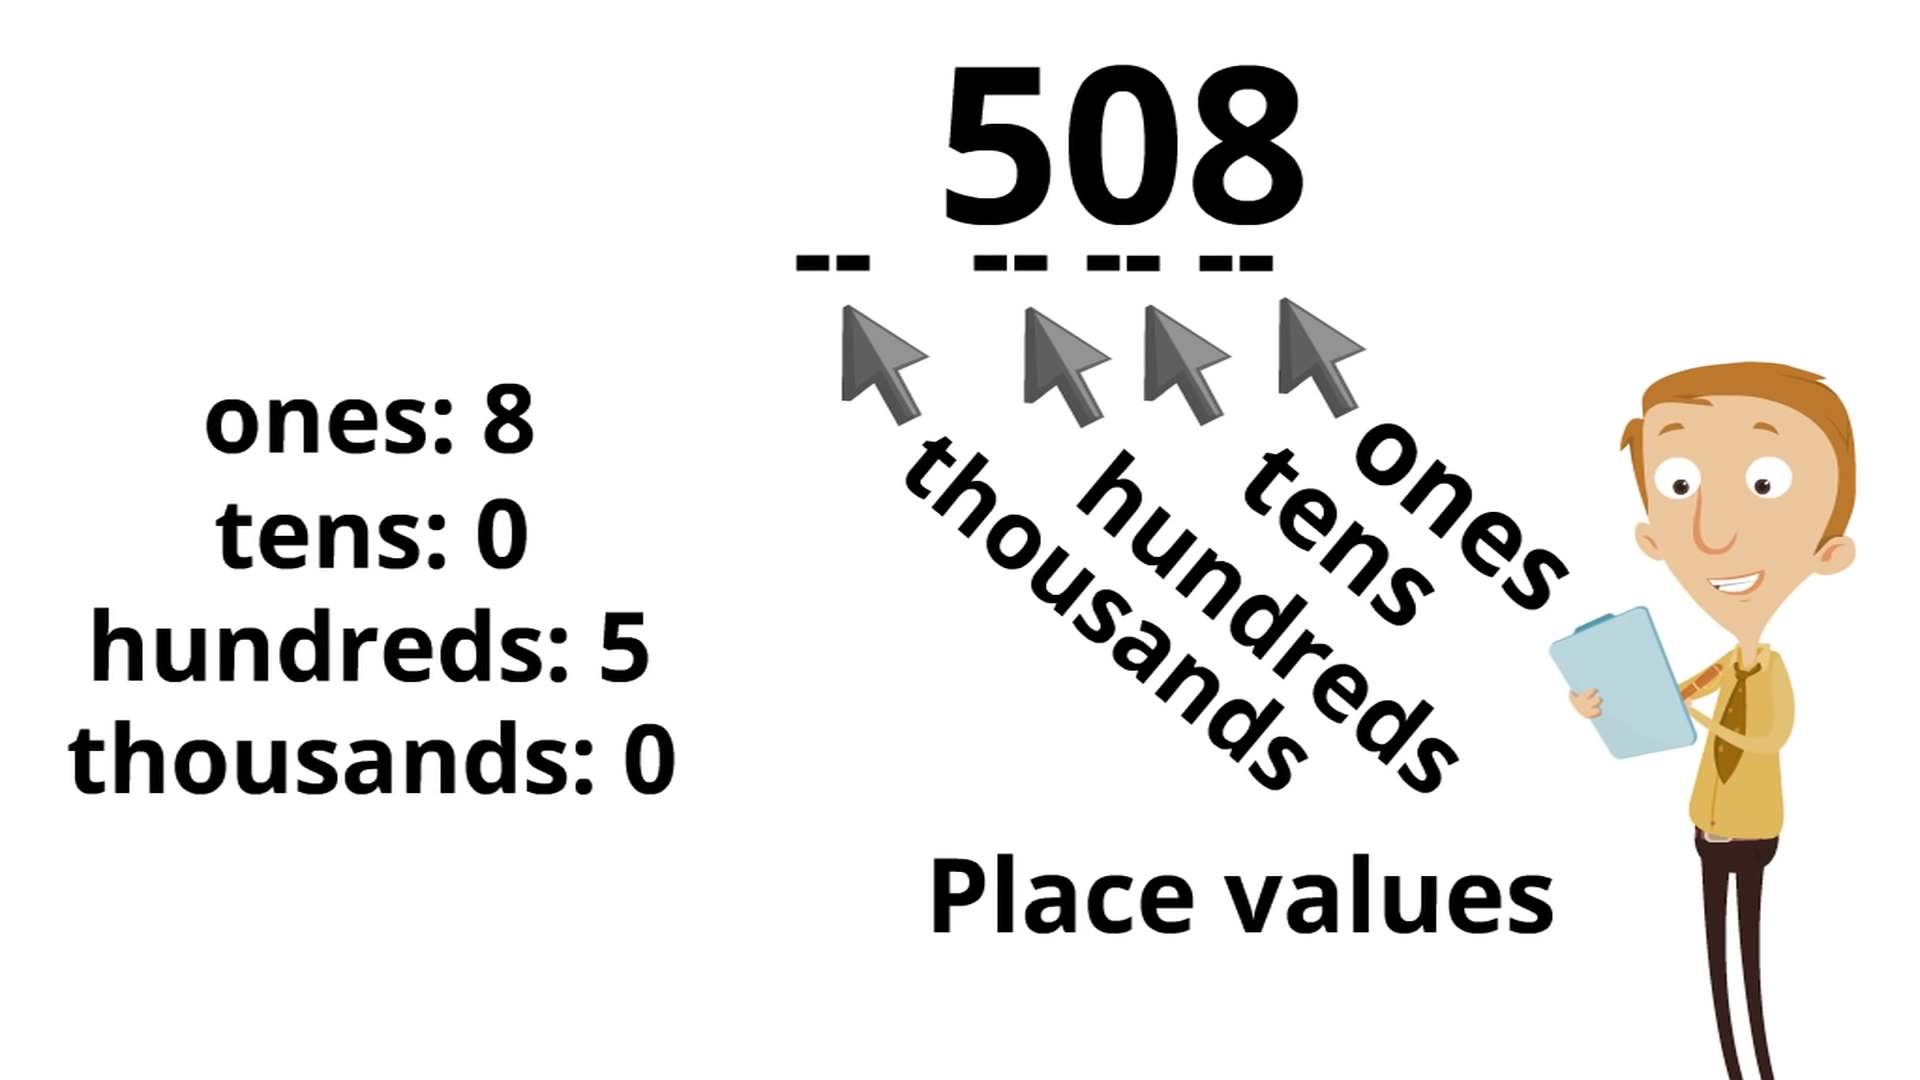 508
-- -- -- --
ones: 8
tens: 0
hundreds: 5
thousands: 0
thousands
hundreds
tens
ones
Place values